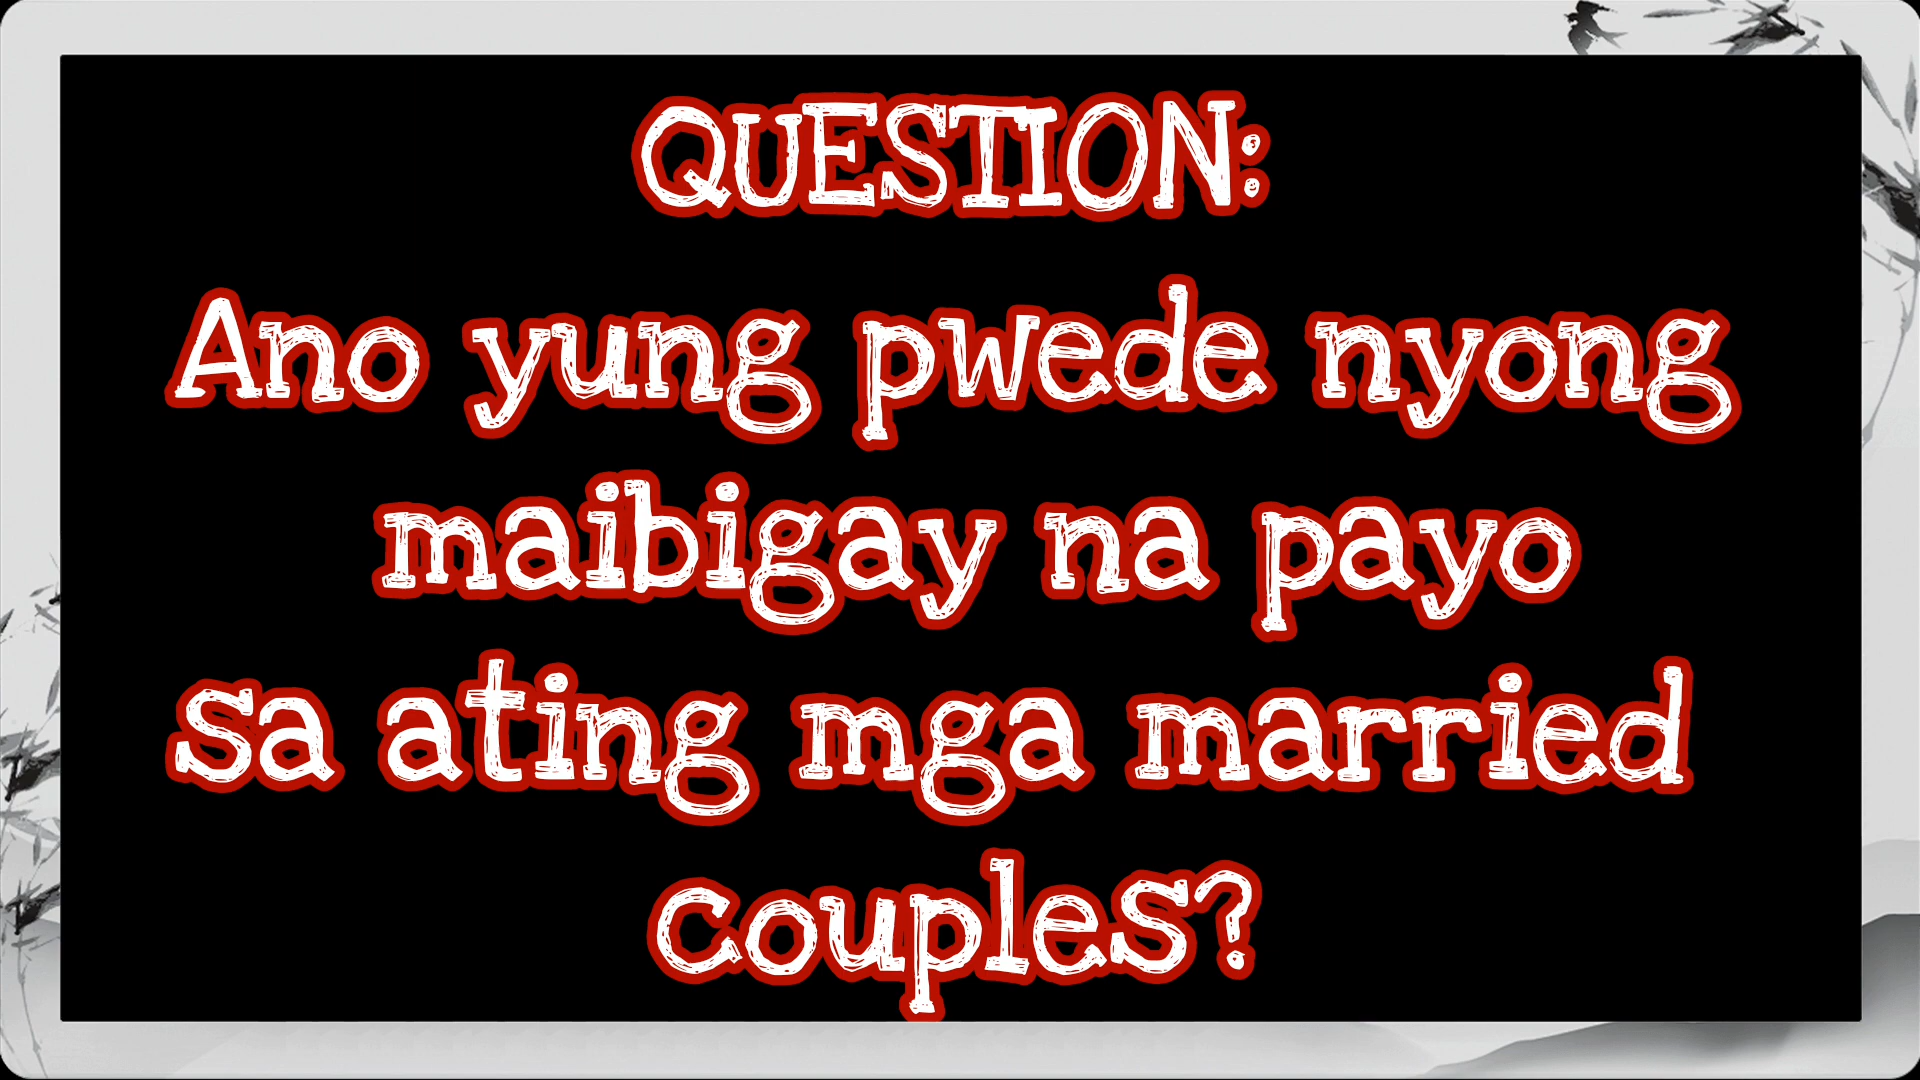 QUESTION:
Ano yung pwede nyong
maibigay na payo
sa ating mga married
couples?